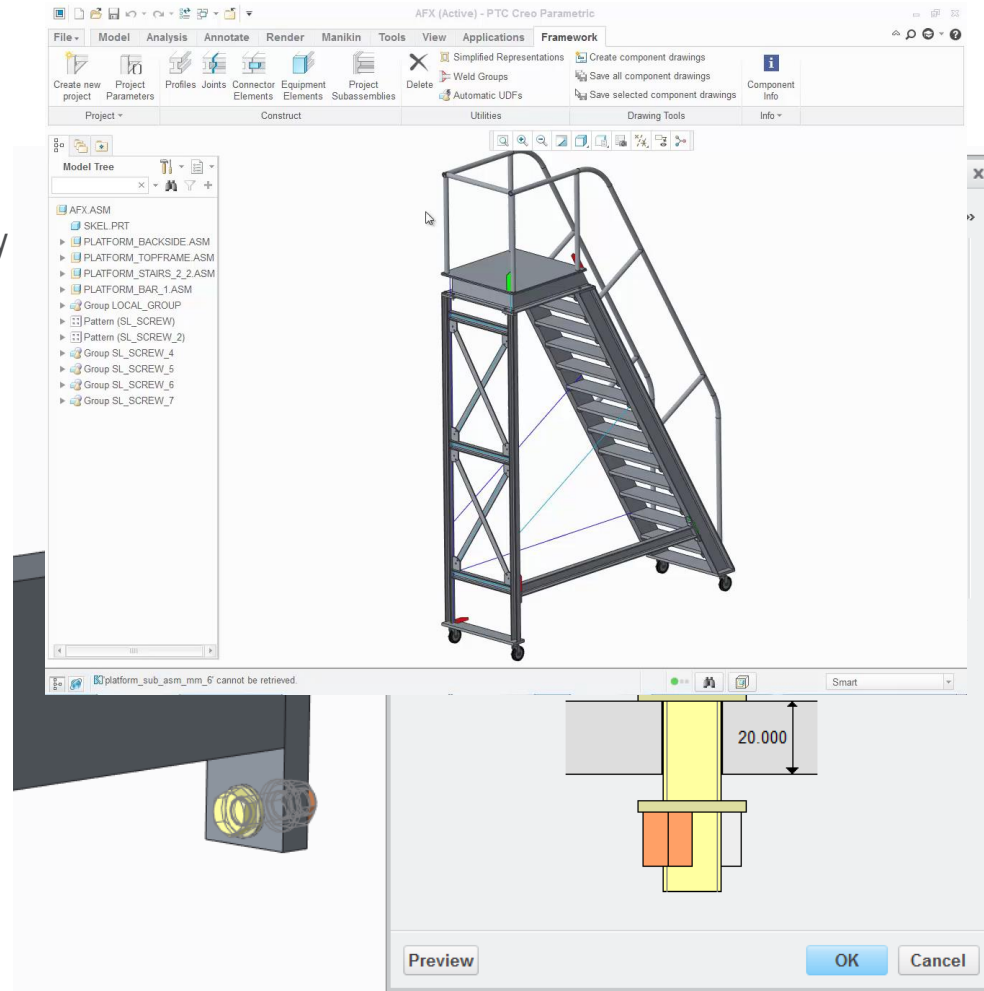 AFX (Active) - PTC Creo Parametric
File Model Analysis Annotate Render Manikin Tools View Applications Framework
Create new project
Project Parameters
Profiles
Joints
Connector Elements
Equipment Elements
Project Subassemblies
Delete
Simplified Representations
Weld Groups
Automatic UDFs
Create component drawings
Save all component drawings
Save selected component drawings
Component Info
Project Construct Utilities Drawing Tools Info
Model Tree
AFX.ASM
SKEL.PRT
PLATFORM_BACKSIDE.ASM
PLATFORM_TOPFRAME.ASM
PLATFORM_STAIRS_2_2.ASM
PLATFORM_BAR_1.ASM
Group LOCAL_GROUP
Pattern (SL_SCREW)
Pattern (SL_SCREW_2)
Group SL_SCREW_4
Group SL_SCREW_5
Group SL_SCREW_6
Group SL_SCREW_7
'platform_sub_asm_mm_6' cannot be retrieved.
Smart
20.000
Preview OK Cancel